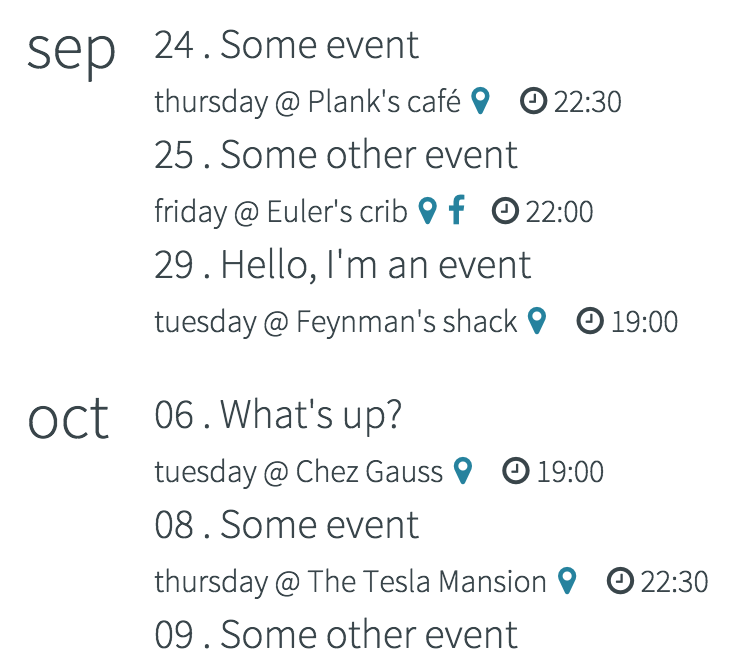 sep
24 . Some event
thursday @ Plank's café 22:30
25 . Some other event
friday @ Euler's crib f 22:00
29 . Hello, I'm an event
tuesday @ Feynman's shack 19:00
oct
06 . What's up?
tuesday @ Chez Gauss 19:00
08 . Some event
thursday @ The Tesla Mansion 22:30
09 . Some other event